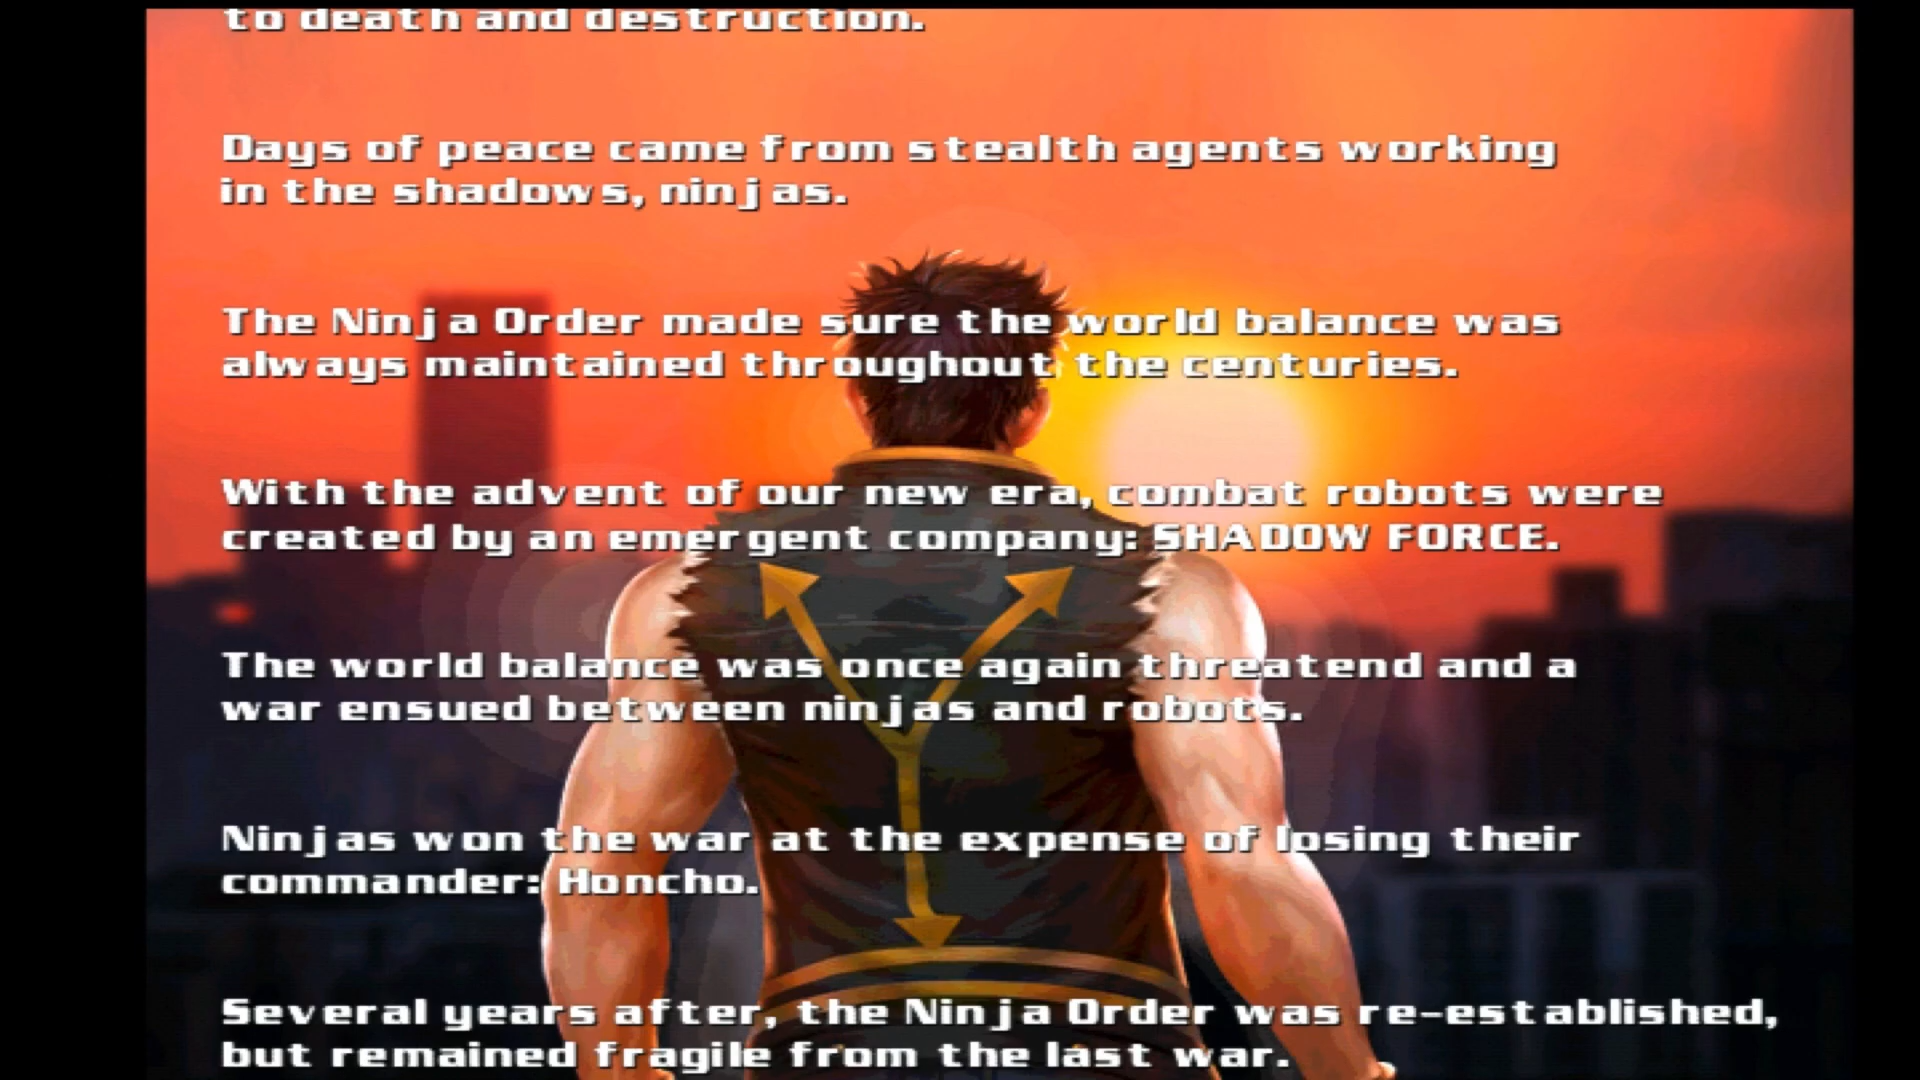 to death and destruction.
Days of peace came from stealth agents working
in the shadows, ninjas.
The Ninja Order made sure the world balance was
always maintained throughout the centuries.
With the advent of our new era, combat robots were
created by an emergent company: SHADOW FORCE.
The world balance was once again threatend and a
war ensued between ninjas and robots.
Ninjas won the war at the expense of losing their
commander: Honcho.
Several years after, the Ninja Order was re-established,
but remained fragile from the last war.